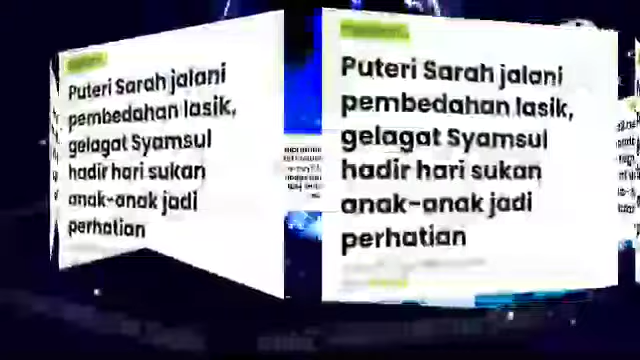 Puteri Sarah jalani
pembedahan lasik,
gelagat Syamsul
hadir hari sukan
anak-anak jadi
perhatian
Puteri Sarah jalani
pembedahan lasik,
gelagat Syamsul
hadir hari sukan
anak-anak jadi
perhatian